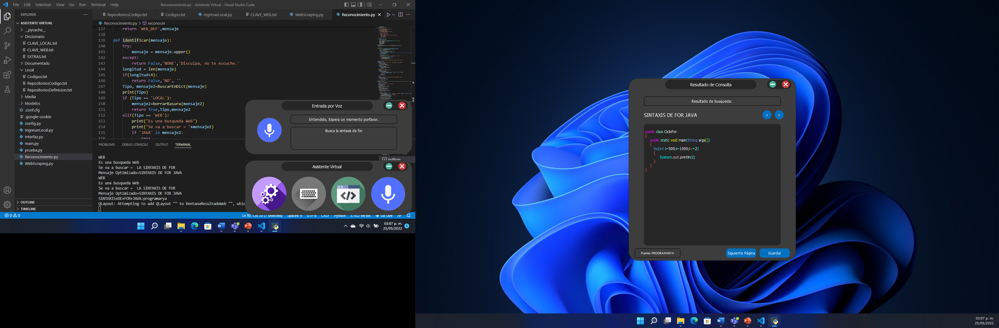 File Edit Selection View Go Run Terminal Help
Reconocimiento.py - Asistente Virtual - Visual Studio Code
EXPLORER
ASISTENTE VIRTUAL
__pycache__
Diccionario
CLAVE_LOCAL.txt
CLAVE_WEB.txt
EXTRAS.txt
Documentado
Local
Codigos.txt
RepositoriosCodigo.txt
RepositoriosDefinicion.txt
Media
Modelos
.conf.cfg
.google-cookie
config.py
IngresarLocal.py
Interfaz.py
main.py
prueba.py
Reconocimiento.py
WebScraping.py
OUTLINE
TIMELINE
RepositoriosCodigo.txt Codigos.txt IngresarLocal.py CLAVE_WEB.txt WebScraping.py Reconocimiento.py
Reconocimiento.py > reconocer
137 return 'WEB_DEF',mensaje
138
139 def identificar(mensaje):
140 try:
141 mensaje = mensaje.upper()
142 except:
143 return False,'NONE','Disculpa, no te escuche.'
144 longitud = len(mensaje)
145 if(longitud<4):
146 return False,'NO', ''
147 Tipo, mensaje2=BuscarEnDict(mensaje)
148 print(Tipo)
149 if (Tipo == 'LOCAL'):
150 mensaje2=borrarBasura(mensaje2)
151 return True,Tipo,mensaje2
152 elif(Tipo == 'WEB'):
153 print("Es una busqueda Web")
154 print("Se va a buscar = "+mensaje2)
155 if 'JAVA' in mensaje2:
156 pass
PROBLEMS DEBUG CONSOLE OUTPUT TERMINAL
python
WEB
Es una busqueda Web
Se va a buscar =  LA SINTAXIS DE FOR
Mensaje Optimizado=SINTAXIS DE FOR JAVA
WEB
Es una busqueda Web
Se va a buscar =  LA SINTAXIS DE FOR
Mensaje Optimizado=SINTAXIS DE FOR JAVA
SINTAXIS+DE+FOR+JAVA:programarya
QLayout: Attempting to add QLayout "" to VentanaResultadoWeb "", whic
0 0
Ln 92, Col 20 (7 selected) Spaces: 4 UTF-8 CRLF Python 3.10.2 64-bit Go Live
Entrada por Voz
Entendido, Espera un momento porfavor.
Busca la sintaxis de for
Asistente Virtual
05:07 p. m.
25/05/2022
4
Resultado de Consulta
Resultado de busqueda:
SINTAXIS DE FOR JAVA
< >
public class CicloFor
{
public static void main(String args[])
{
for(int i=500;i=1000;i+=2)
{
System.out.println(i);
}
}
}
Fuente: PROGRAMARYA
Siguiente Página
Guardar
05:07 p. m.
25/05/2022